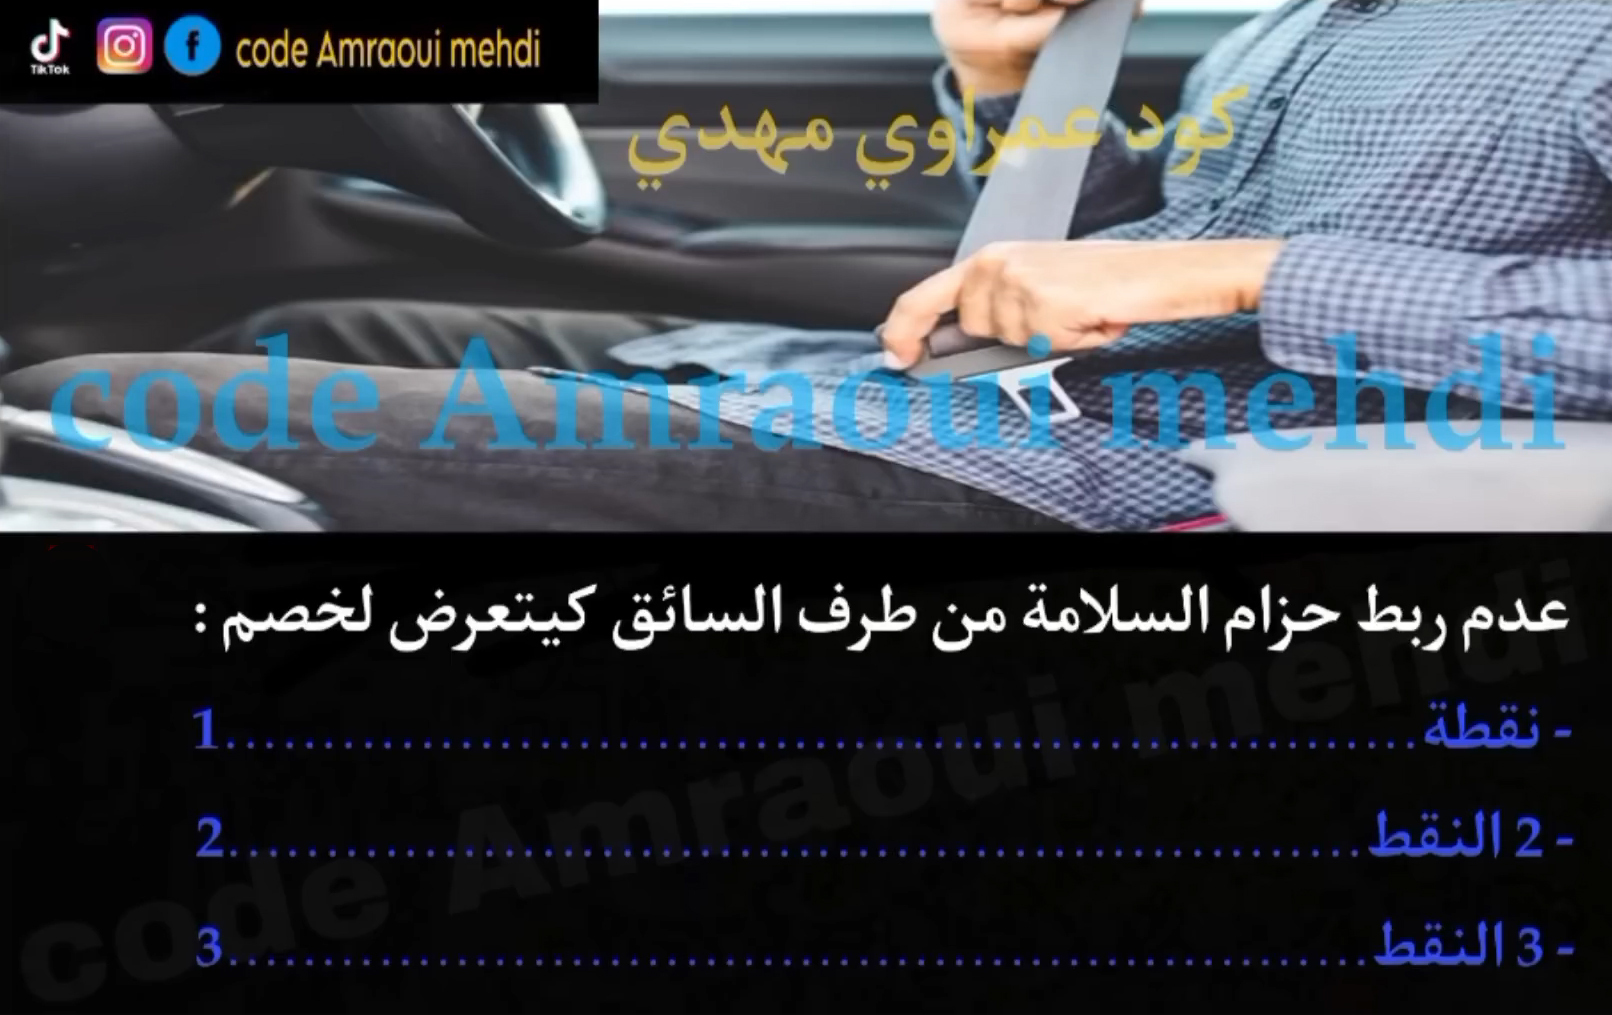 TikTok
code Amraoui mehdi
كود عمراوي مهدي
code Amraoui mehdi
عدم ربط حزام السلامة من طرف السائق كيتعرض لخصم :
- نقطة......................................................1
- 2 النقط...................................................2
- 3 النقط...................................................3
code Amraoui mehdi